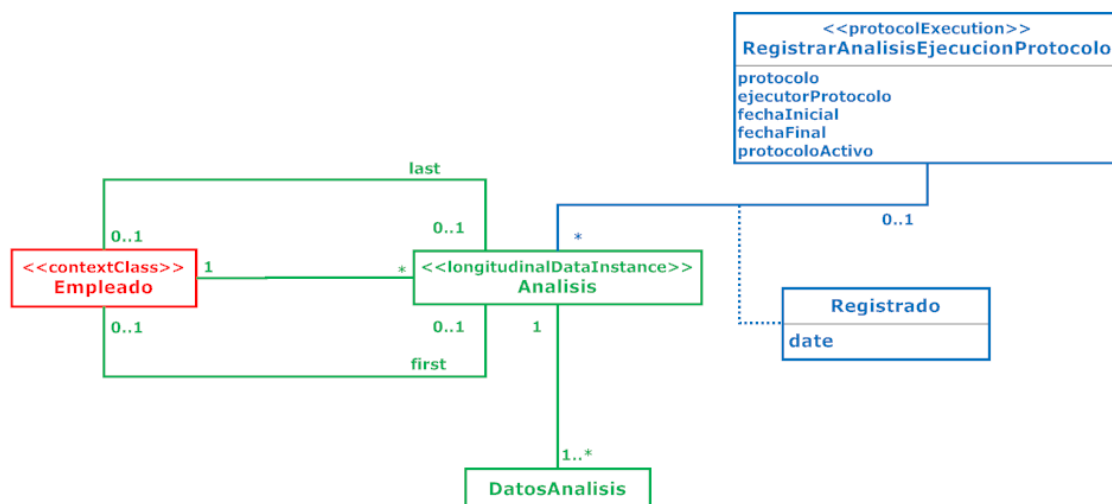 <<protocolExecution>>
RegistrarAnalisisEjecucionProtocolo
protocolo
ejecutorProtocolo
fechaInicial
fechaFinal
protocoloActivo
last
0..1
*
0..1
0..1
<<contextClass>>
Empleado
1
*
<<longitudinalDataInstance>>
Analisis
0..1
0..1
1
first
Registrado
date
1..*
DatosAnalisis